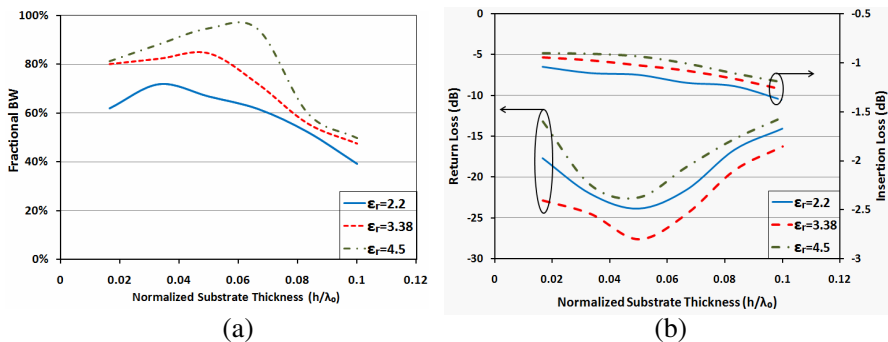 100%
80%
60%
40%
20%
0%
Fractional BW
0
0.02
0.04
0.06
0.08
0.1
0.12
Normalized Substrate Thickness (h/λ₀)
εr=2.2
εr=3.38
εr=4.5
(a)
0
-5
-10
-15
-20
-25
-30
Return Loss (dB)
-0.5
-1
-1.5
-2
-2.5
-3
Insertion Loss (dB)
0
0.02
0.04
0.06
0.08
0.1
0.12
Normalized Substrate Thickness (h/λ₀)
εr=2.2
εr=3.38
εr=4.5
(b)